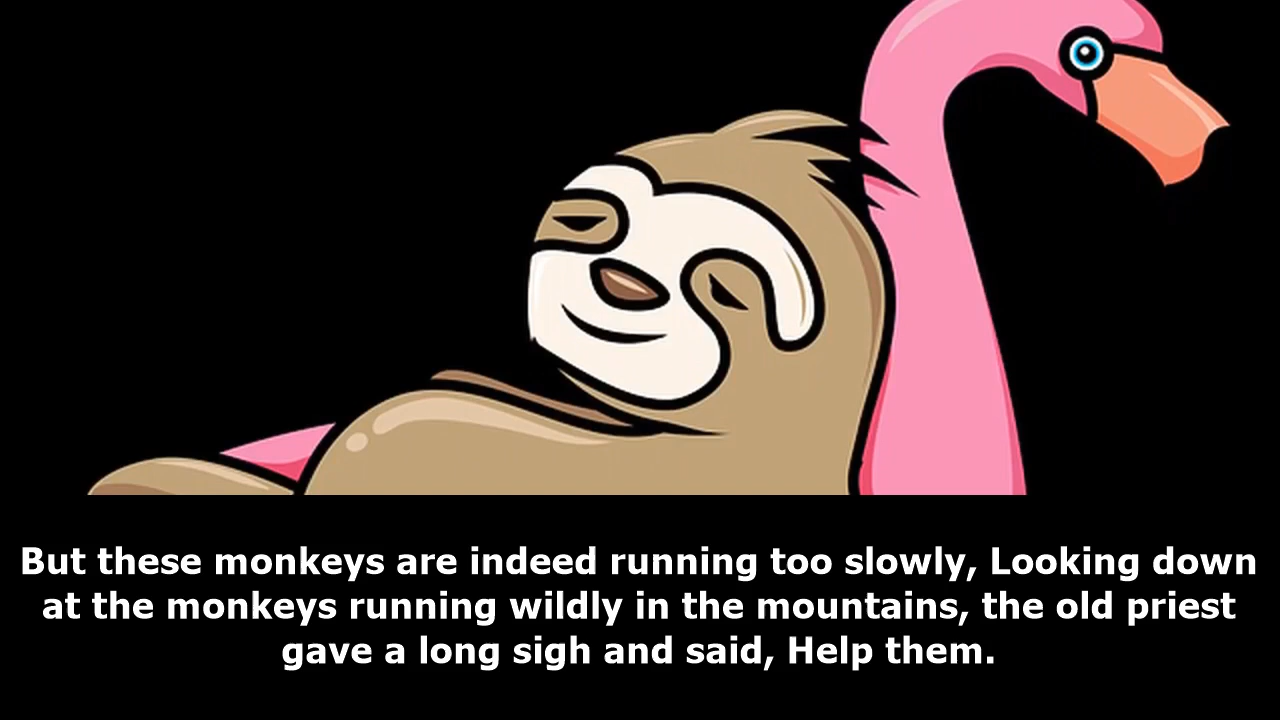 But these monkeys are indeed running too slowly, Looking down
at the monkeys running wildly in the mountains, the old priest
gave a long sigh and said, Help them.